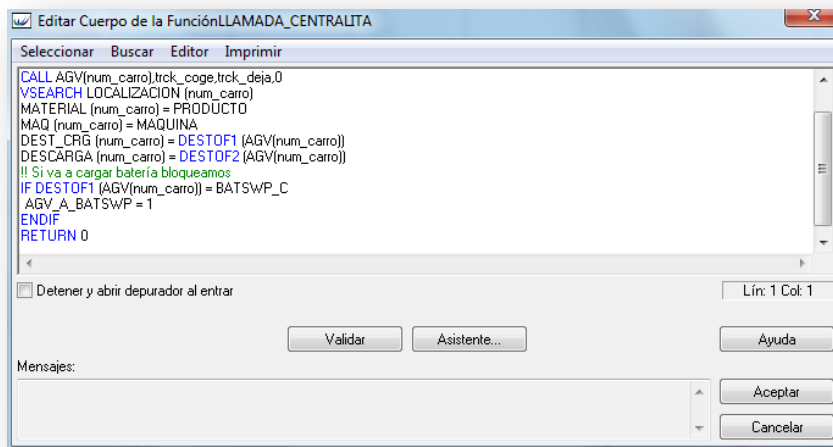 Editar Cuerpo de la FunciónLLAMADA_CENTRALITA
Seleccionar Buscar Editor Imprimir
CALL AGV(num_carro),trck_coge,trck_deja,0
VSEARCH LOCALIZACION (num_carro)
MATERIAL (num_carro) = PRODUCTO
MAQ (num_carro) = MAQUINA
DEST_CRG (num_carro) = DESTOF1 (AGV(num_carro))
DESCARGA (num_carro) = DESTOF2 (AGV(num_carro))
!! Si va a cargar batería bloqueamos
IF DESTOF1 (AGV(num_carro)) = BATSWP_C
AGV_A_BATSWP = 1
ENDIF
RETURN 0
Detener y abrir depurador al entrar
Lín: 1 Col: 1
Validar Asistente... Ayuda
Mensajes:
Aceptar
Cancelar